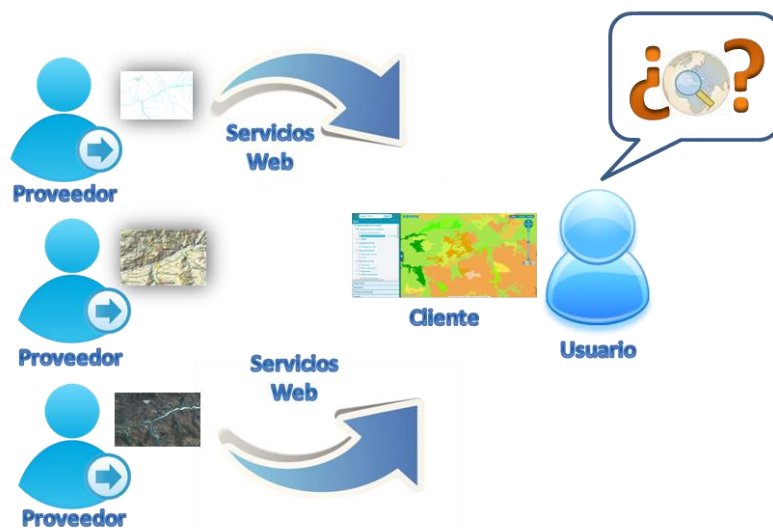 ¿ ?
Servicios
Web
Proveedor
Proveedor
Cliente
Usuario
Servicios
Web
Proveedor